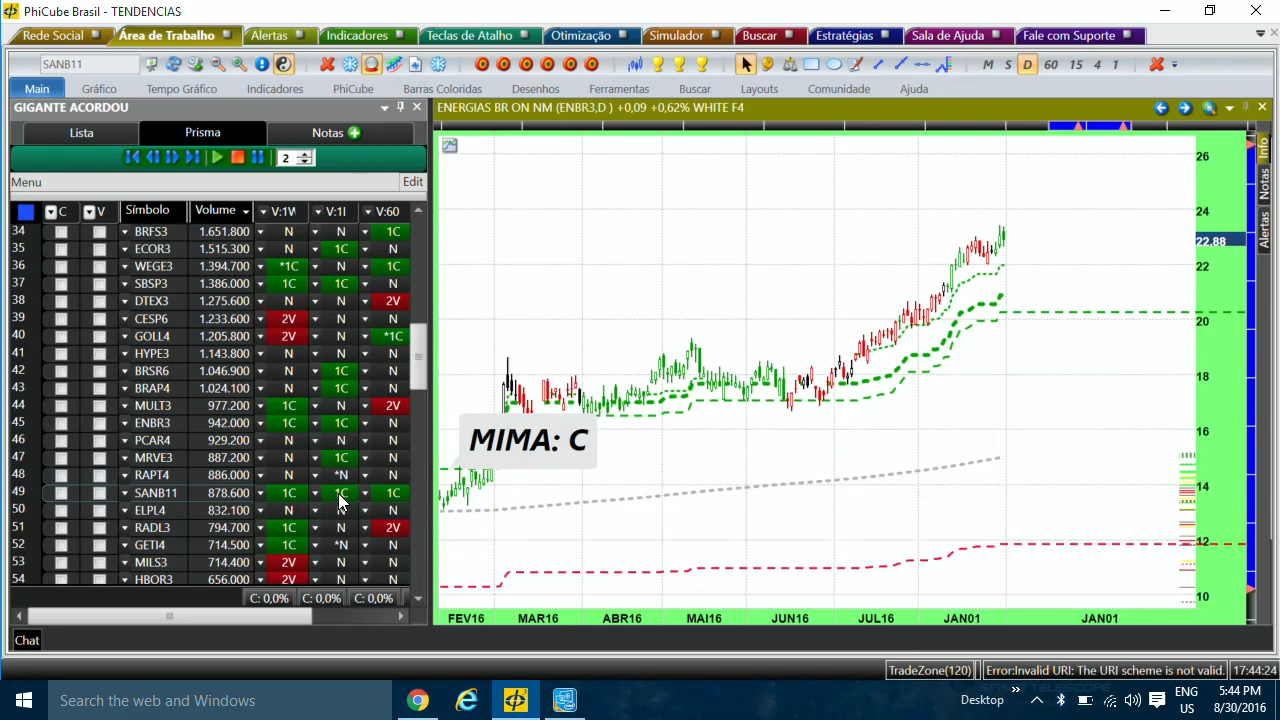 PhiCube Brasil - TENDENCIAS
Rede Social Área de Trabalho Alertas Indicadores Teclas de Atalho Otimização Simulador Buscar Estratégias Sala de Ajuda Fale com Suporte
SANB11 M S D 60 15 4 1
Main Gráfico Tempo Gráfico Indicadores PhiCube Barras Coloridas Desenhos Ferramentas Buscar Layouts Comunidade Ajuda
GIGANTE ACORDOU
ENERGIAS BR ON NM (ENBR3,D ) +0,09 +0,62% WHITE F4
Lista Prisma Notas
2
Menu Edit
C V Símbolo Volume V:1W V:1I V:60
34 BRFS3 1.651.800 N N 1C
35 ECOR3 1.515.300 N 1C N
36 WEGE3 1.394.700 *1C N 1C
37 SBSP3 1.386.000 1C 1C N
38 DTEX3 1.275.600 N N 2V
39 CESP6 1.233.600 2V N N
40 GOLL4 1.205.800 2V N *1C
41 HYPE3 1.143.800 N N N
42 BRSR6 1.046.900 N 1C N
43 BRAP4 1.024.100 N 1C N
44 MULT3 977.200 1C N 2V
45 ENBR3 942.000 1C 1C N
46 PCAR4 929.200 N N N
47 MRVE3 887.200 N 1C N
48 RAPT4 886.000 N *N N
49 SANB11 878.600 1C 1C 1C
50 ELPL4 832.100 N N N
51 RADL3 794.700 1C N 2V
52 GETI4 714.500 1C *N N
53 MILS3 714.400 2V N N
54 HBOR3 656.000 2V N N
C: 0,0% C: 0,0% C: 0,0%
MIMA: C
26
24
22,88
22
20
18
16
14
12
10
FEV16 MAR16 ABR16 MAI16 JUN16 JUL16 JAN01 JAN01
Info
Notas
Alertas
Chat
TradeZone(120) Error:Invalid URI: The URI scheme is not valid. 17:44:24
Search the web and Windows
Desktop
ENG
US
5:44 PM
8/30/2016